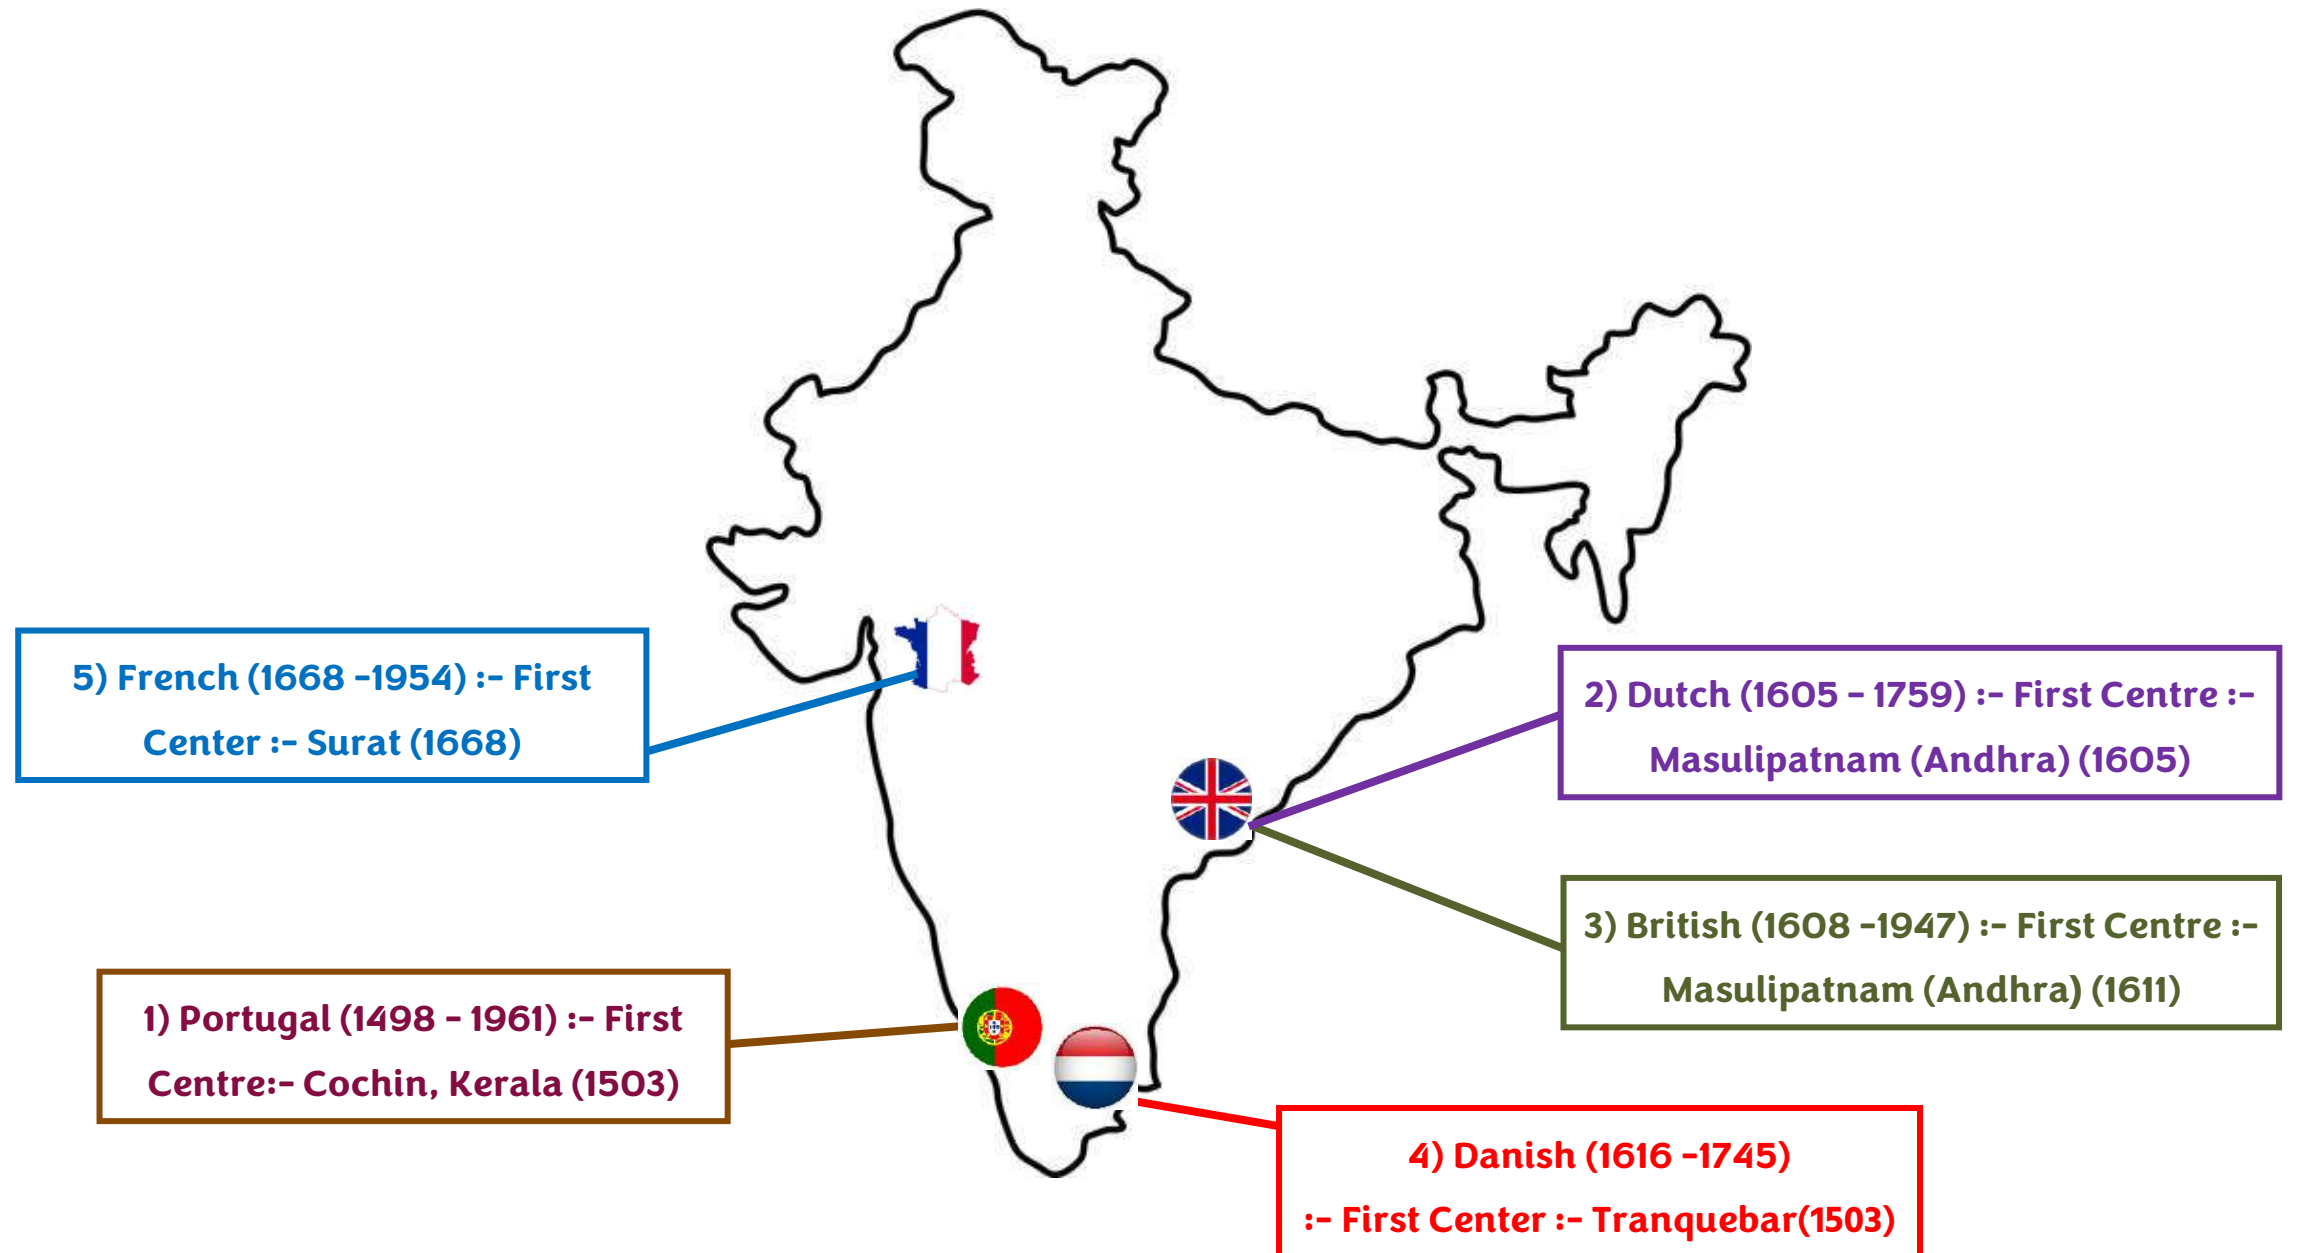 5) French (1668 -1954) :- First
Center :- Surat (1668)
2) Dutch (1605 - 1759) :- First Centre :-
Masulipatnam (Andhra) (1605)
3) British (1608 -1947) :- First Centre :-
Masulipatnam (Andhra) (1611)
1) Portugal (1498 - 1961) :- First
Centre:- Cochin, Kerala (1503)
4) Danish (1616 -1745)
:- First Center :- Tranquebar(1503)